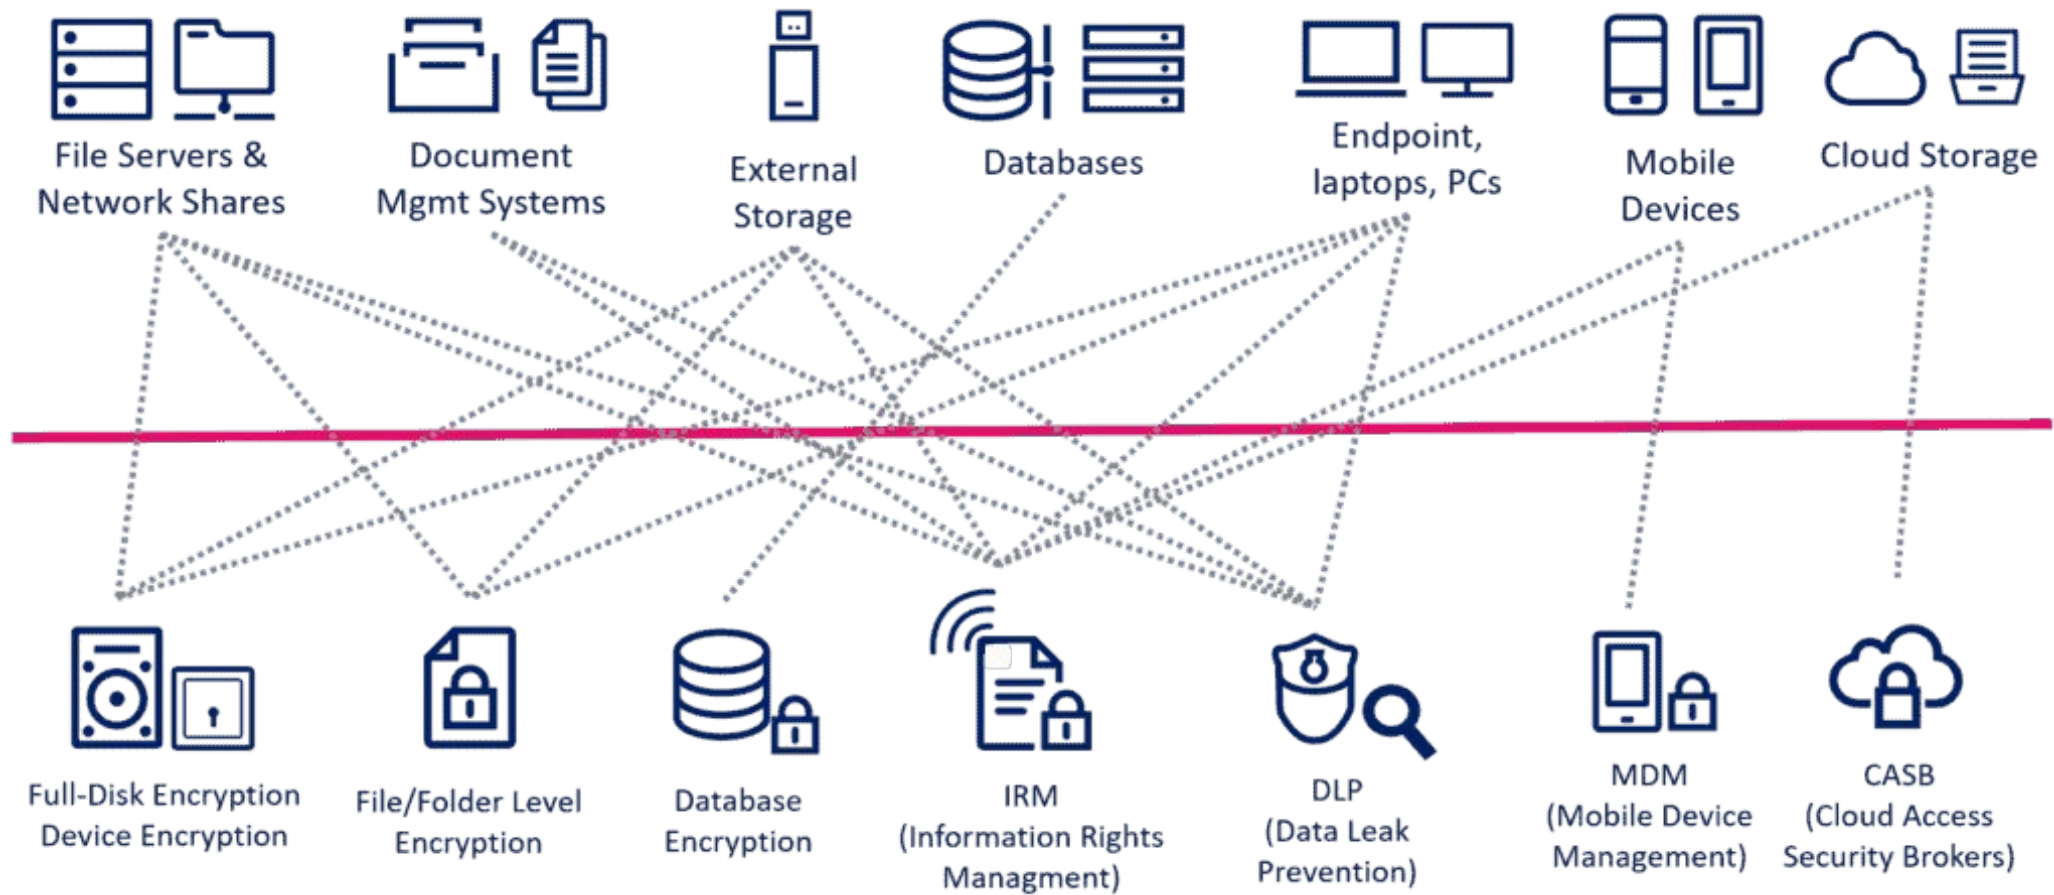 File Servers &
Network Shares
Document
Mgmt Systems
External
Storage
Databases
Endpoint,
laptops, PCs
Mobile
Devices
Cloud Storage
Full-Disk Encryption
Device Encryption
File/Folder Level
Encryption
Database
Encryption
IRM
(Information Rights
Managment)
DLP
(Data Leak
Prevention)
MDM
(Mobile Device
Management)
CASB
(Cloud Access
Security Brokers)